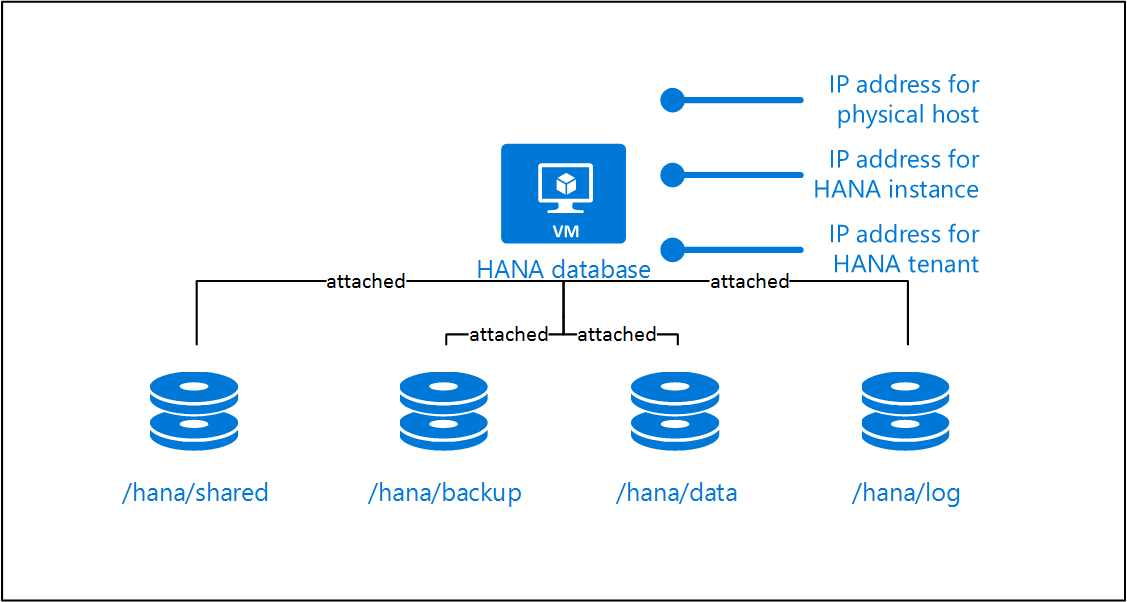 IP address for
physical host
IP address for
HANA instance
VM
IP address for
HANA tenant
HANA database
attached
attached
attached
attached
/hana/shared
/hana/backup
/hana/data
/hana/log